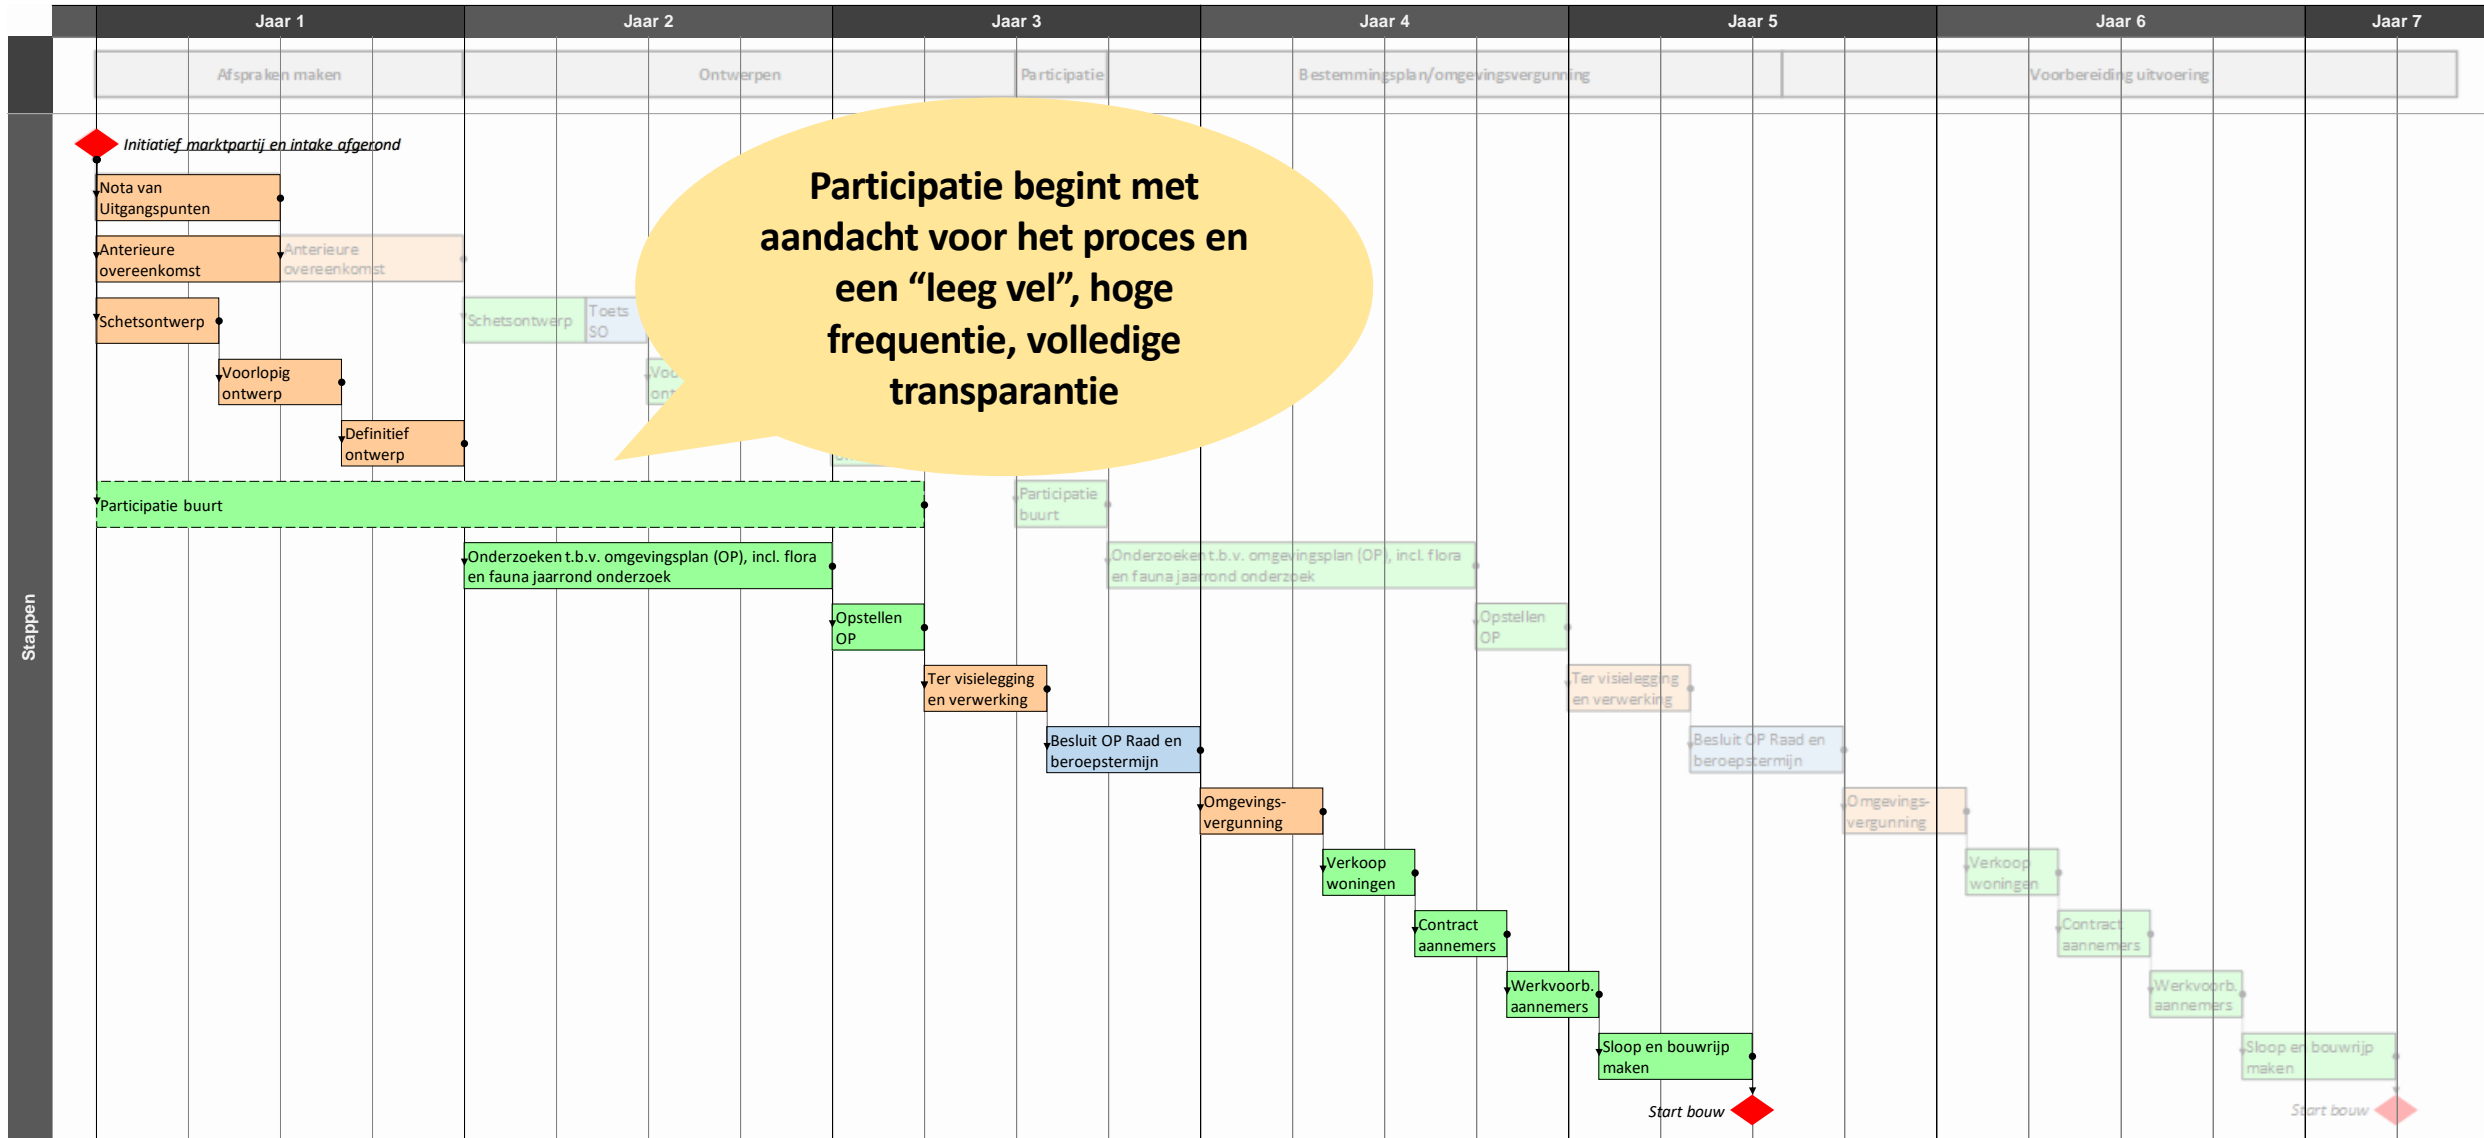 Jaar 1
Jaar 2
Jaar 3
Jaar 4
Jaar 5
Jaar 6
Jaar 7
Afspraken maken
Ontwerpen
Participatie
Bestemmingsplan/omgevingsvergunning
Voorbereiding uitvoering
Stappen
Initiatief marktpartij en intake afgerond
Nota van
Uitgangspunten
Anterieure
overeenkomst
Anterieure
overeenkomst
Schetsontwerp
Schetsontwerp
Toets
SO
Voorlopig
ontwerp
Definitief
ontwerp
Participatie begint met
aandacht voor het proces en
een “leeg vel”, hoge
frequentie, volledige
transparantie
Participatie buurt
Participatie
buurt
Onderzoeken t.b.v. omgevingsplan (OP), incl. flora
en fauna jaarrond onderzoek
Onderzoeken t.b.v. omgevingsplan (OP), incl. flora
en fauna jaarrond onderzoek
Opstellen
OP
Opstellen
OP
Ter visielegging
en verwerking
Ter visielegging
en verwerking
Besluit OP Raad en
beroepstermijn
Besluit OP Raad en
beroepstermijn
Omgevings-
vergunning
Omgevings-
vergunning
Verkoop
woningen
Verkoop
woningen
Contract
aannemers
Contract
aannemers
Werkvoorb.
aannemers
Werkvoorb.
aannemers
Sloop en bouwrijp
maken
Sloop en bouwrijp
maken
Start bouw
Start bouw